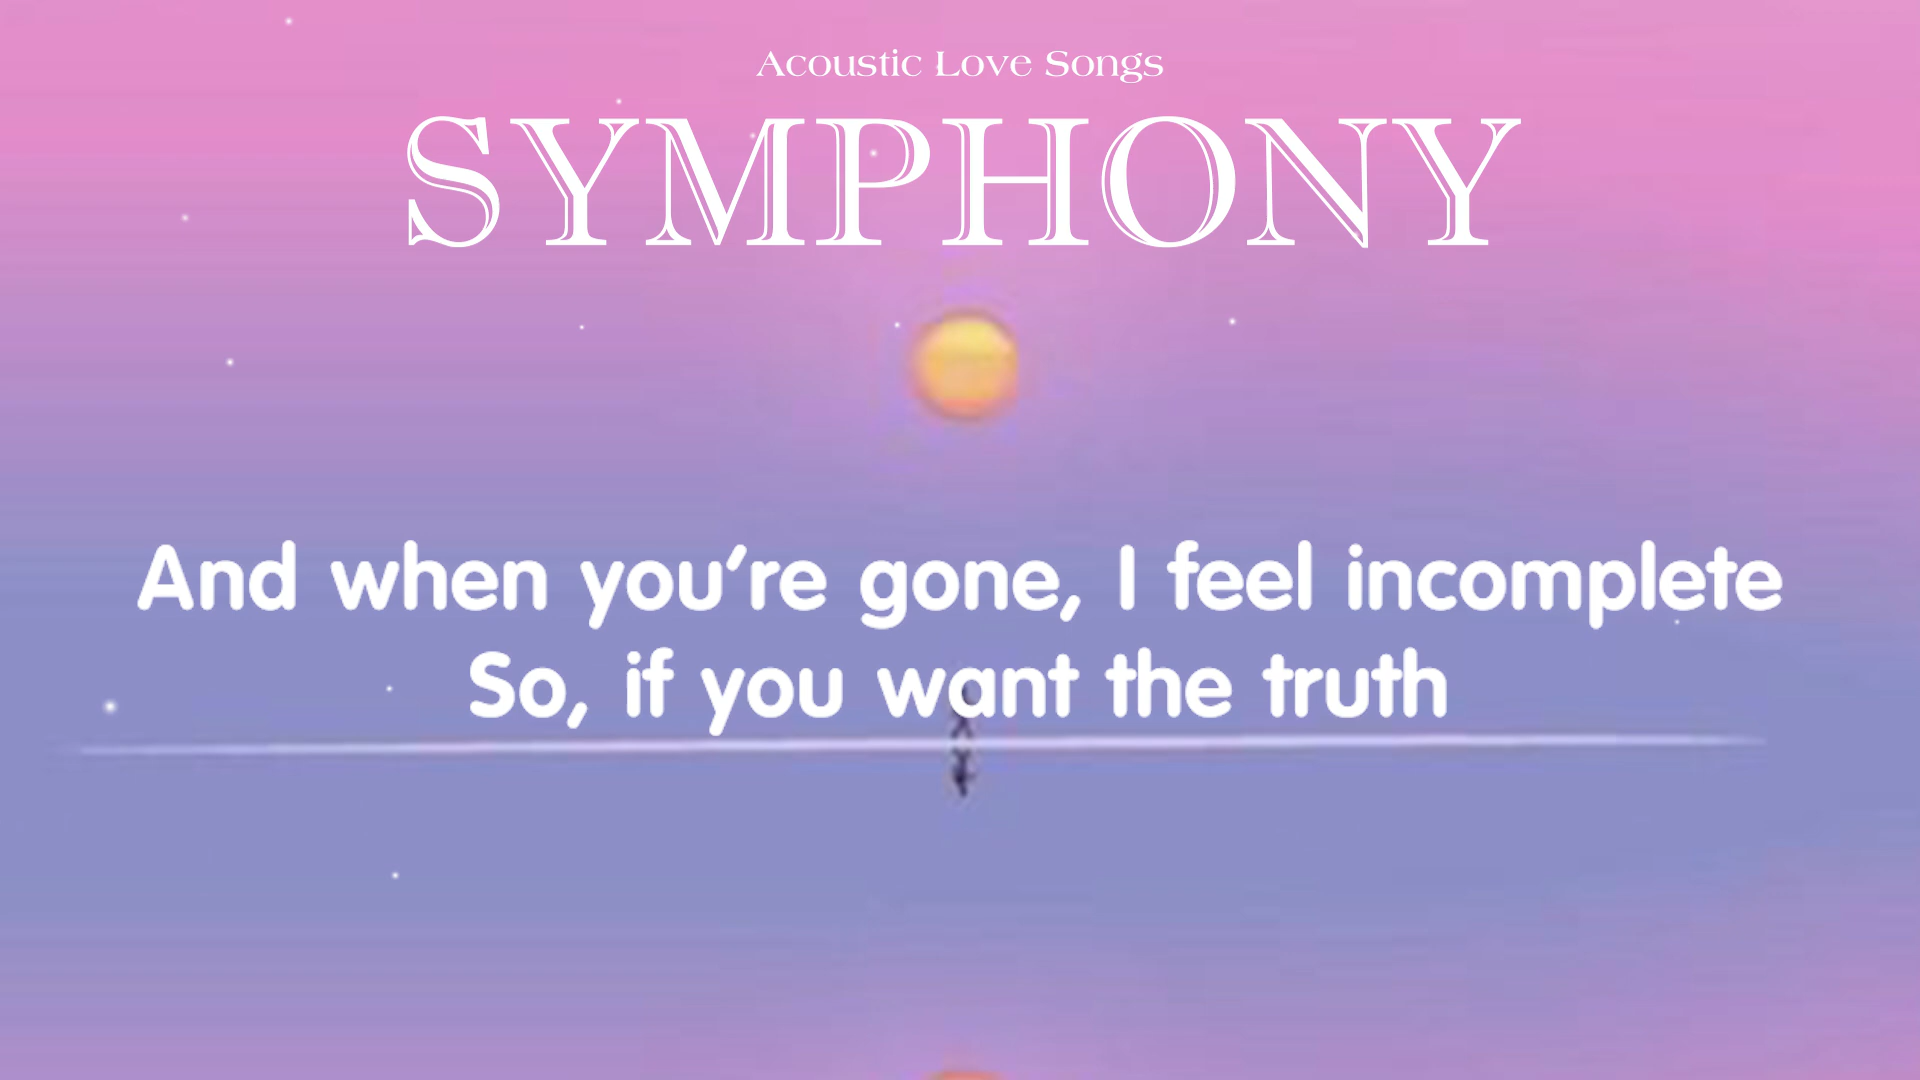 Acoustic Love Songs
SYMPHONY
And when you’re gone, I feel incomplete
So, if you want the truth